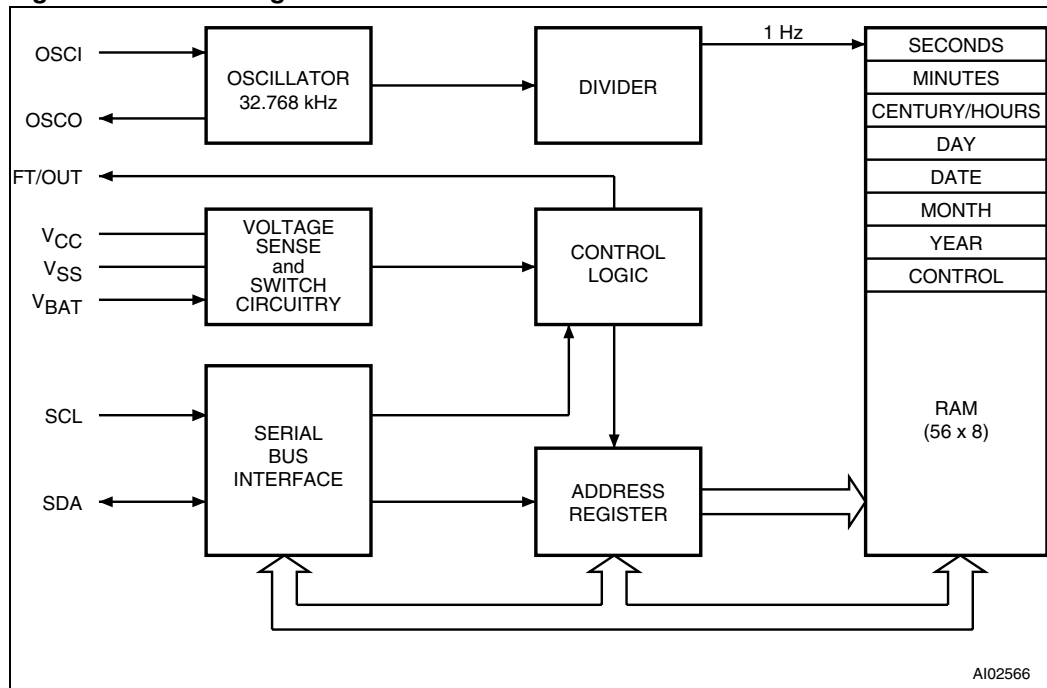 OSCI
OSCO
FT/OUT
VCC
VSS
VBAT
SCL
SDA
OSCILLATOR
32.768 kHz
VOLTAGE
SENSE
and
SWITCH
CIRCUITRY
SERIAL
BUS
INTERFACE
DIVIDER
CONTROL
LOGIC
ADDRESS
REGISTER
1 Hz
SECONDS
MINUTES
CENTURY/HOURS
DAY
DATE
MONTH
YEAR
CONTROL
RAM
(56 x 8)
AI02566